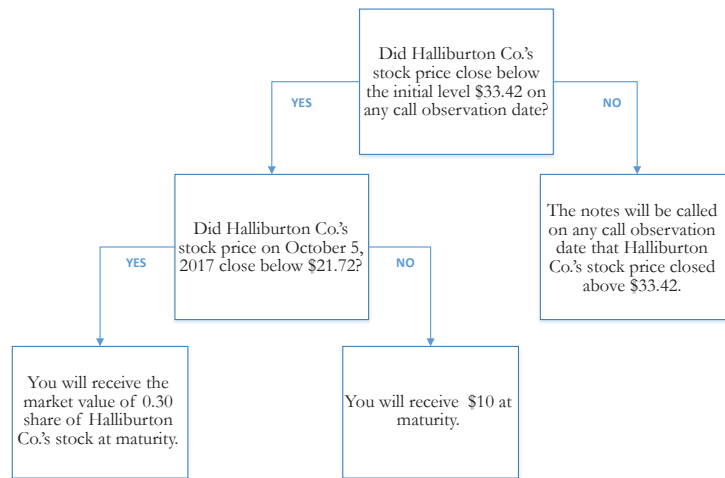 Did Halliburton Co.'s
stock price close below
the initial level $33.42 on
any call observation date?
YES
NO
Did Halliburton Co.'s
stock price on October 5,
2017 close below $21.72?
The notes will be called
on any call observation
date that Halliburton
Co.'s stock price closed
above $33.42.
YES
NO
You will receive the
market value of 0.30
share of Halliburton
Co.'s stock at maturity.
You will receive $10 at
maturity.